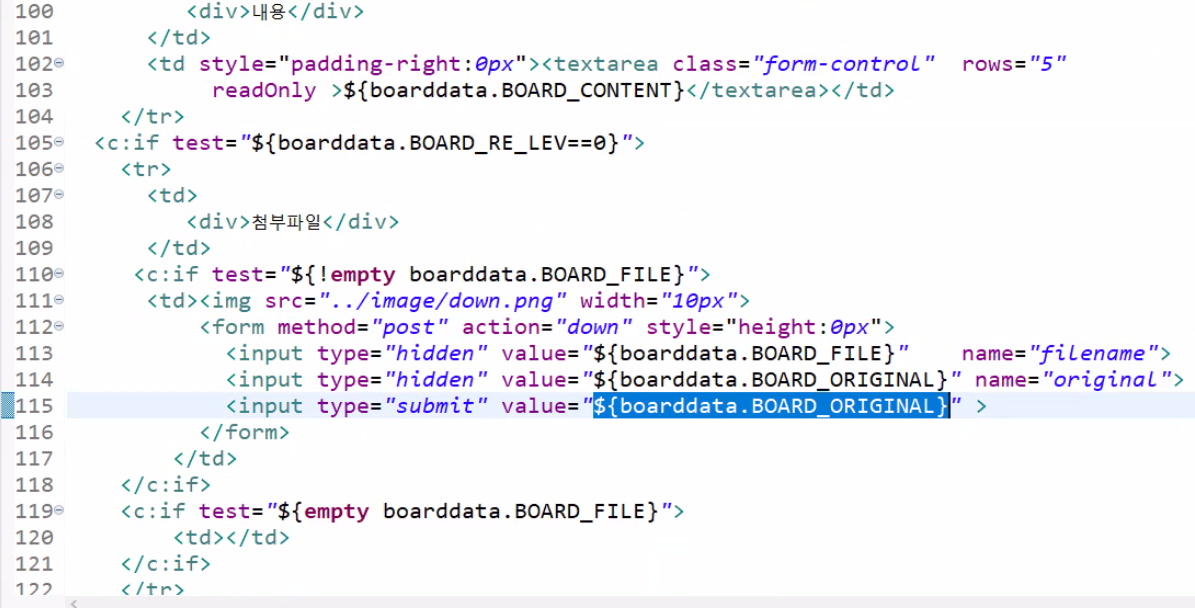 100 <div>내용</div>
101 </td>
102 <td style="padding-right:0px"><textarea class="form-control" rows="5"
103 readOnly >${boarddata.BOARD_CONTENT}</textarea></td>
104 </tr>
105 <c:if test="${boarddata.BOARD_RE_LEV==0}">
106 <tr>
107 <td>
108 <div>첨부파일</div>
109 </td>
110 <c:if test="${!empty boarddata.BOARD_FILE}">
111 <td><img src="../image/down.png" width="10px">
112 <form method="post" action="down" style="height:0px">
113 <input type="hidden" value="${boarddata.BOARD_FILE}" name="filename">
114 <input type="hidden" value="${boarddata.BOARD_ORIGINAL}" name="original">
115 <input type="submit" value="${boarddata.BOARD_ORIGINAL}" >
116 </form>
117 </td>
118 </c:if>
119 <c:if test="${empty boarddata.BOARD_FILE}">
120 <td></td>
121 </c:if>
122 </tr>